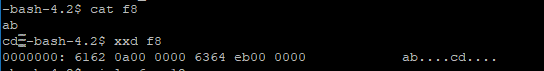 -bash-4.2$ cat f8
ab
cd -bash-4.2$ xxd f8
0000000: 6162 0a00 0000 6364 eb00 0000 ab....cd....